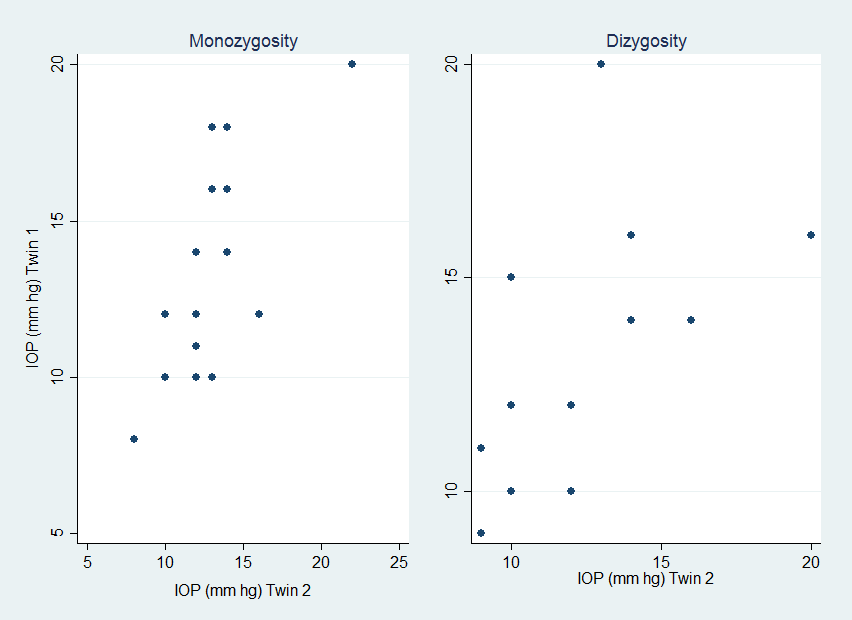 Monozygosity
Dizygosity
IOP (mm hg) Twin 1
20
15
10
5
5 10 15 20 25
IOP (mm hg) Twin 2
20
15
10
10 15 20
IOP (mm hg) Twin 2